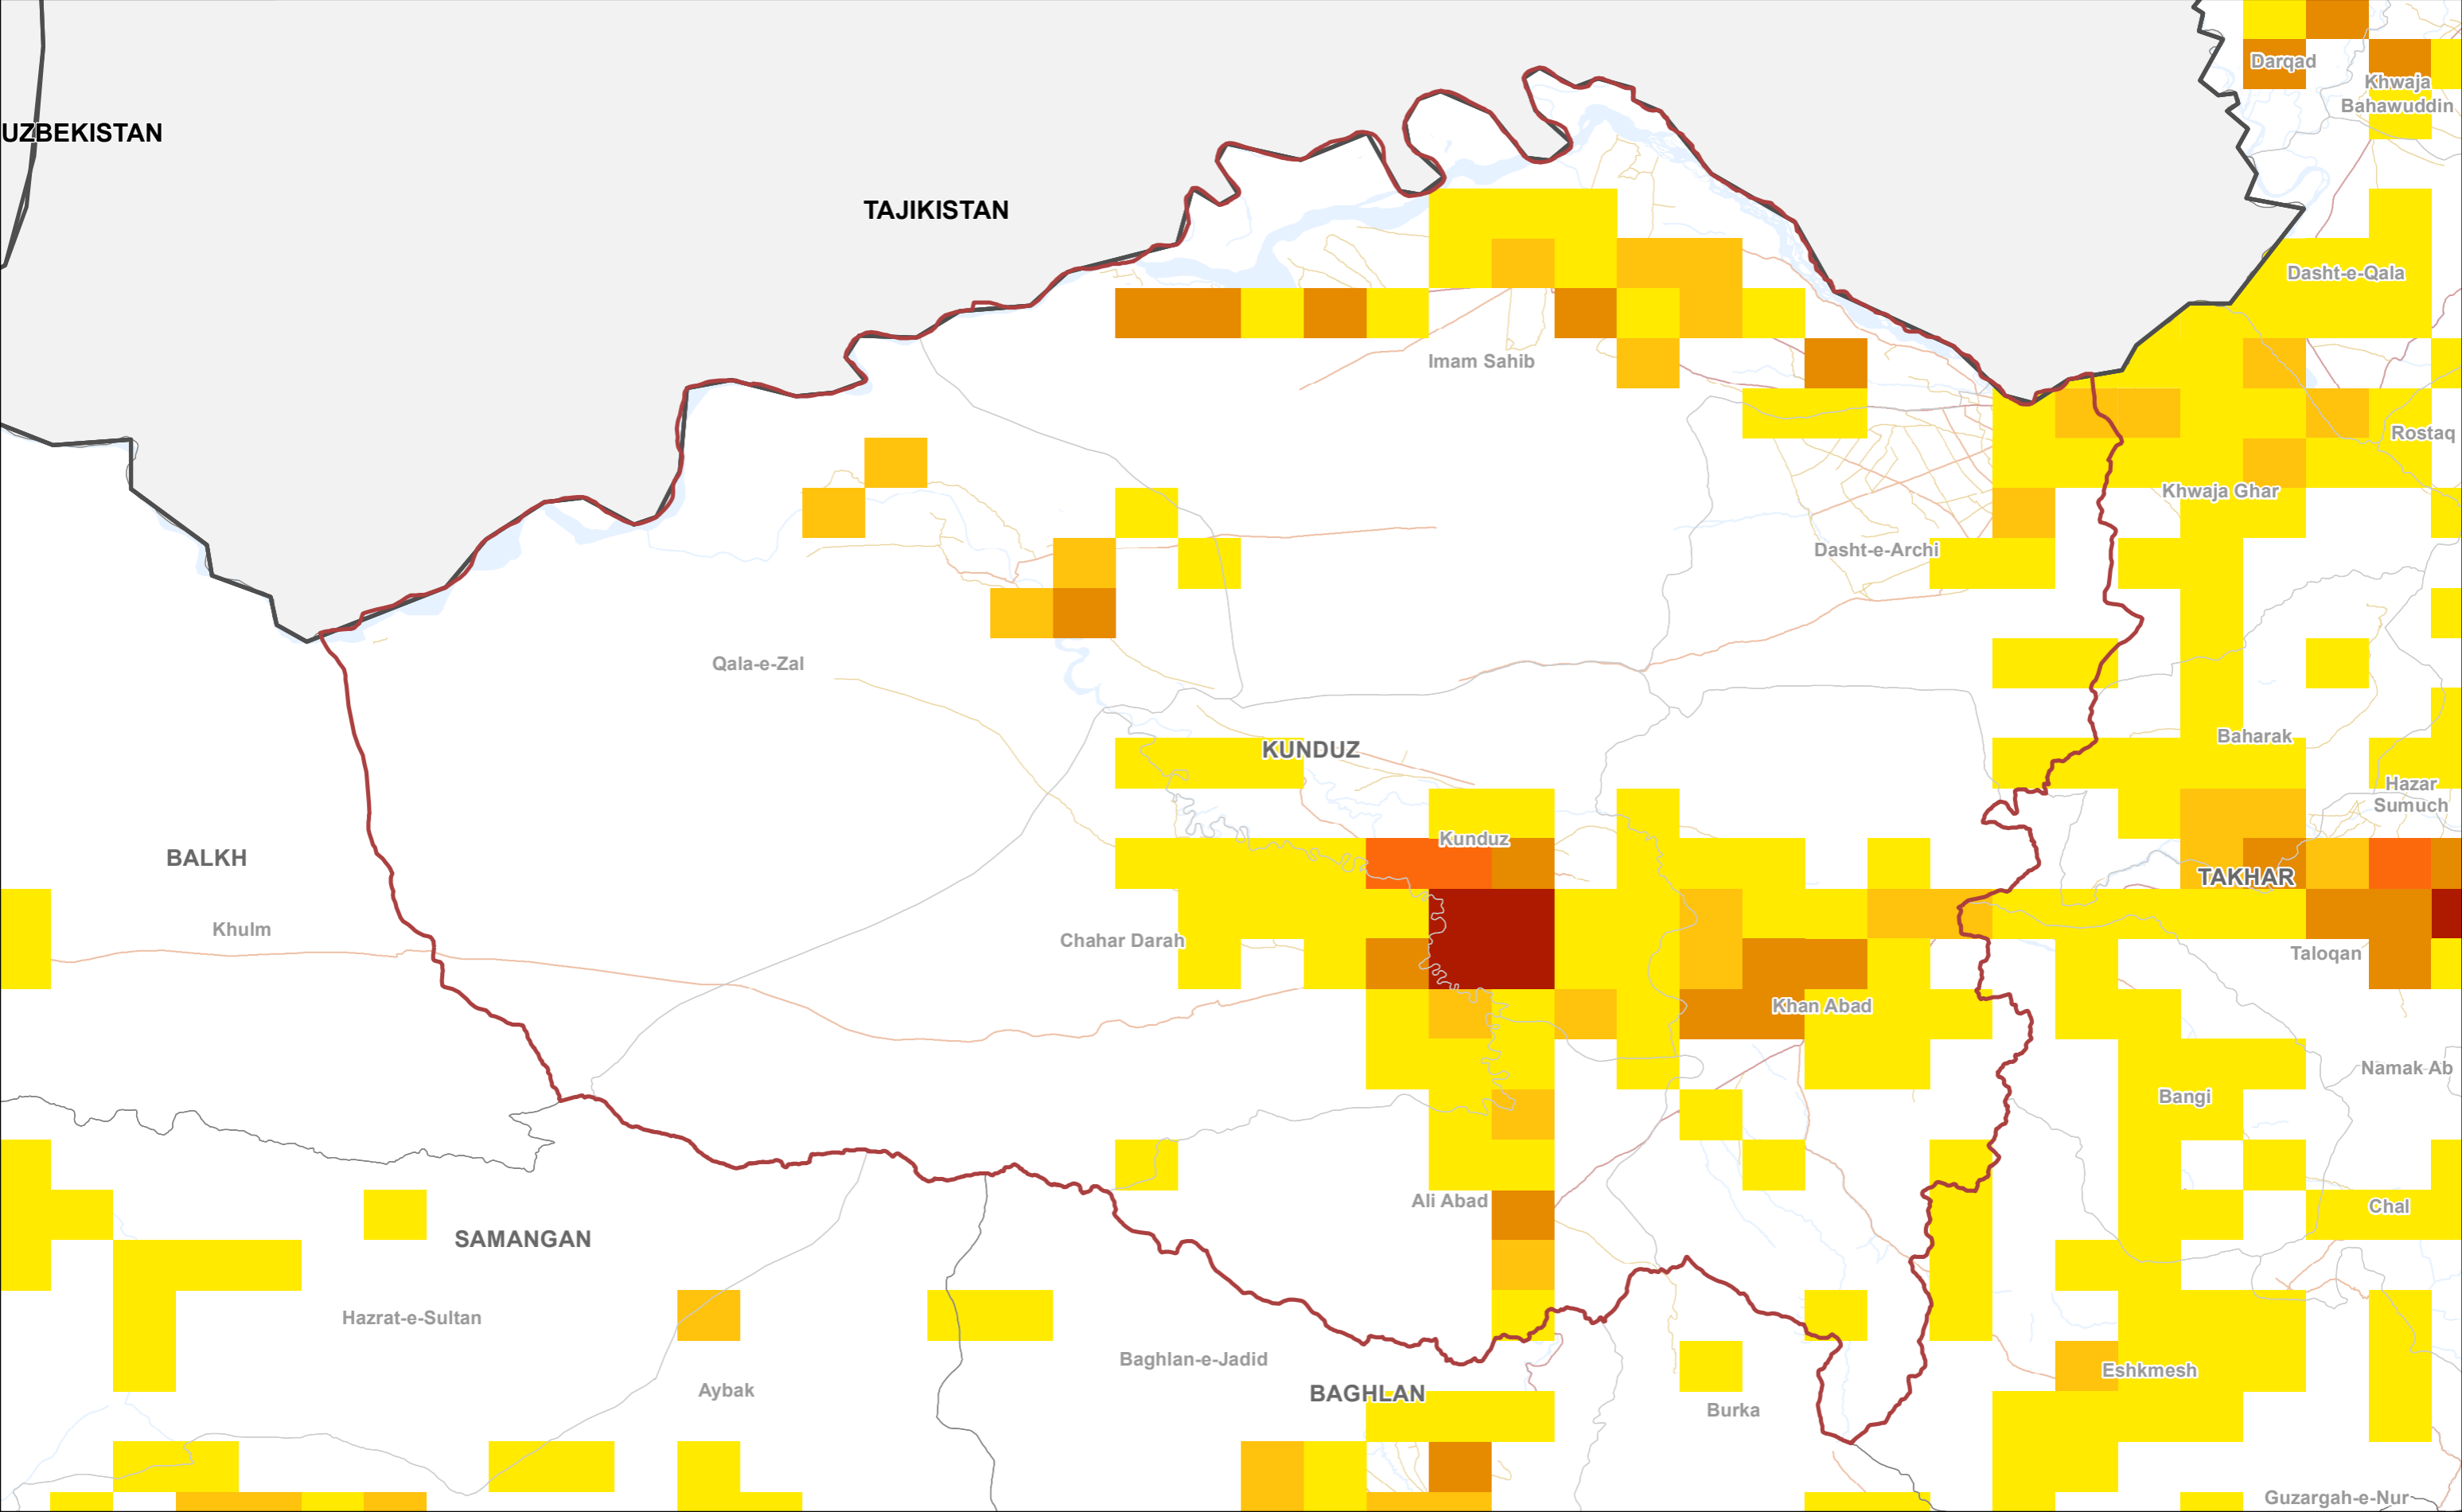 Darqad
Khwaja
Bahawuddin
UZBEKISTAN
TAJIKISTAN
Dasht-e-Qala
Imam Sahib
Rostaq
Khwaja Ghar
Dasht-e-Archi
Qala-e-Zal
Baharak
KUNDUZ
Hazar
Sumuch
Kunduz
BALKH
TAKHAR
Khulm
Chahar Darah
Taloqan
Khan Abad
Namak Ab
Bangi
Ali Abad
Chal
SAMANGAN
Hazrat-e-Sultan
Baghlan-e-Jadid
Eshkmesh
Aybak
BAGHLAN
Burka
Guzargah-e-Nur